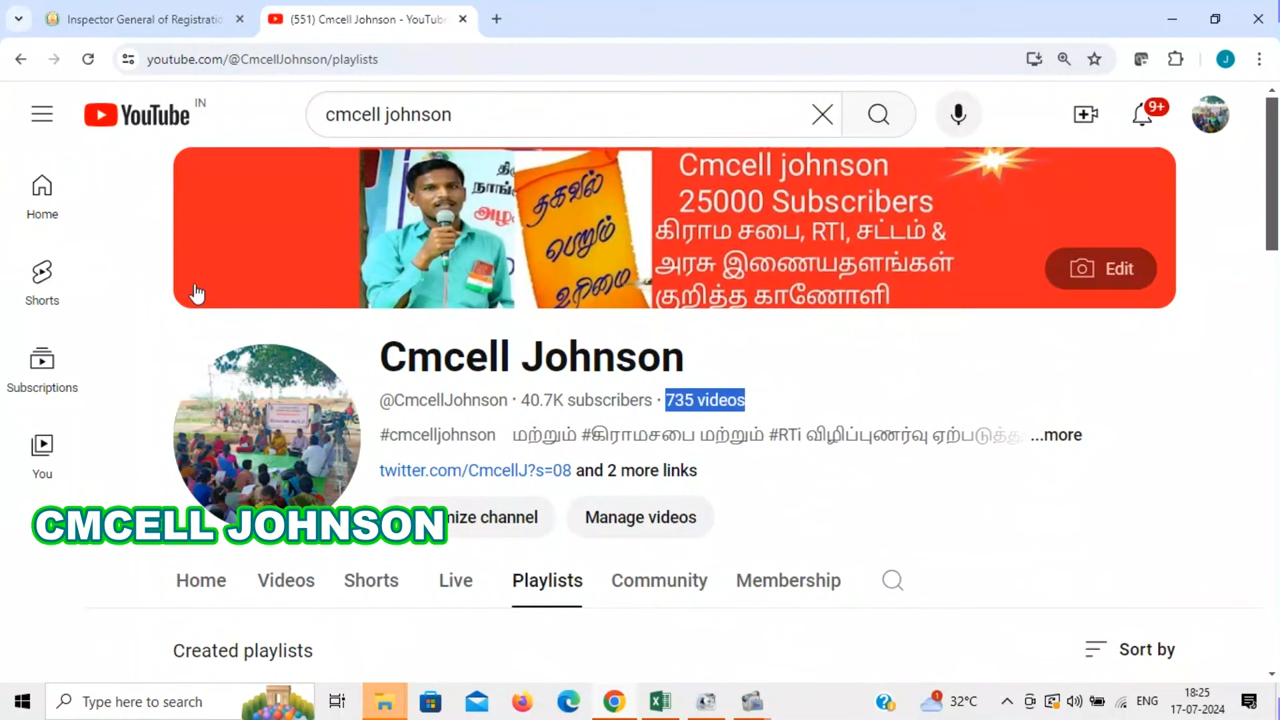 Inspector General of Registratio
(551) Cmcell Johnson - YouTube
youtube.com/@CmcellJohnson/playlists
J
YouTube IN
cmcell johnson
9+
Home
Shorts
Subscriptions
You
தகவல்
பெறும்
உரிமை
Cmcell johnson
25000 Subscribers
கிராம சபை, RTI, சட்டம் &
அரசு இணையதளங்கள்
குறித்த காணோளி
Edit
Cmcell Johnson
@CmcellJohnson · 40.7K subscribers · 735 videos
#cmcelljohnson மற்றும் #கிராமசபை மற்றும் #RTi விழிப்புணர்வு ஏற்படுத்த ...more
twitter.com/CmcellJ?s=08 and 2 more links
mize channel
Manage videos
CMCELL JOHNSON
Home Videos Shorts Live Playlists Community Membership
Created playlists
Sort by
Type here to search
1
32°C
ENG
18:25
17-07-2024